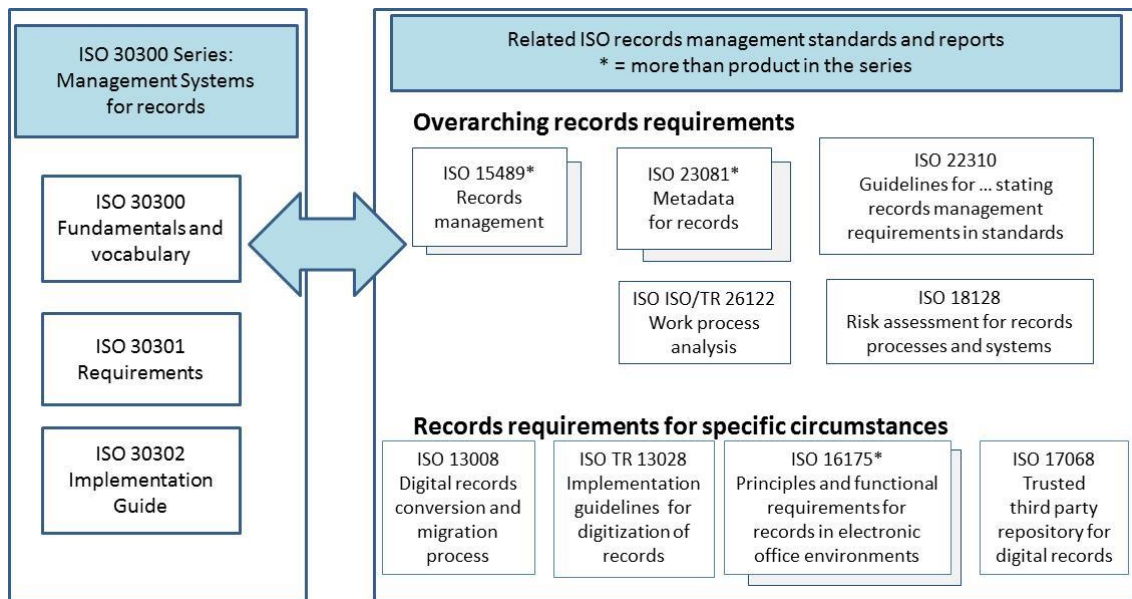 ISO 30300 Series:
Management Systems
for records
ISO 30300
Fundamentals and
vocabulary
ISO 30301
Requirements
ISO 30302
Implementation
Guide
Related ISO records management standards and reports
* = more than product in the series
Overarching records requirements
ISO 15489*
Records
management
ISO 23081*
Metadata
for records
ISO 22310
Guidelines for ... stating
records management
requirements in standards
ISO ISO/TR 26122
Work process
analysis
ISO 18128
Risk assessment for records
processes and systems
Records requirements for specific circumstances
ISO 13008
Digital records
conversion and
migration
process
ISO TR 13028
Implementation
guidelines for
digitization of
records
ISO 16175*
Principles and functional
requirements for
records in electronic
office environments
ISO 17068
Trusted
third party
repository for
digital records